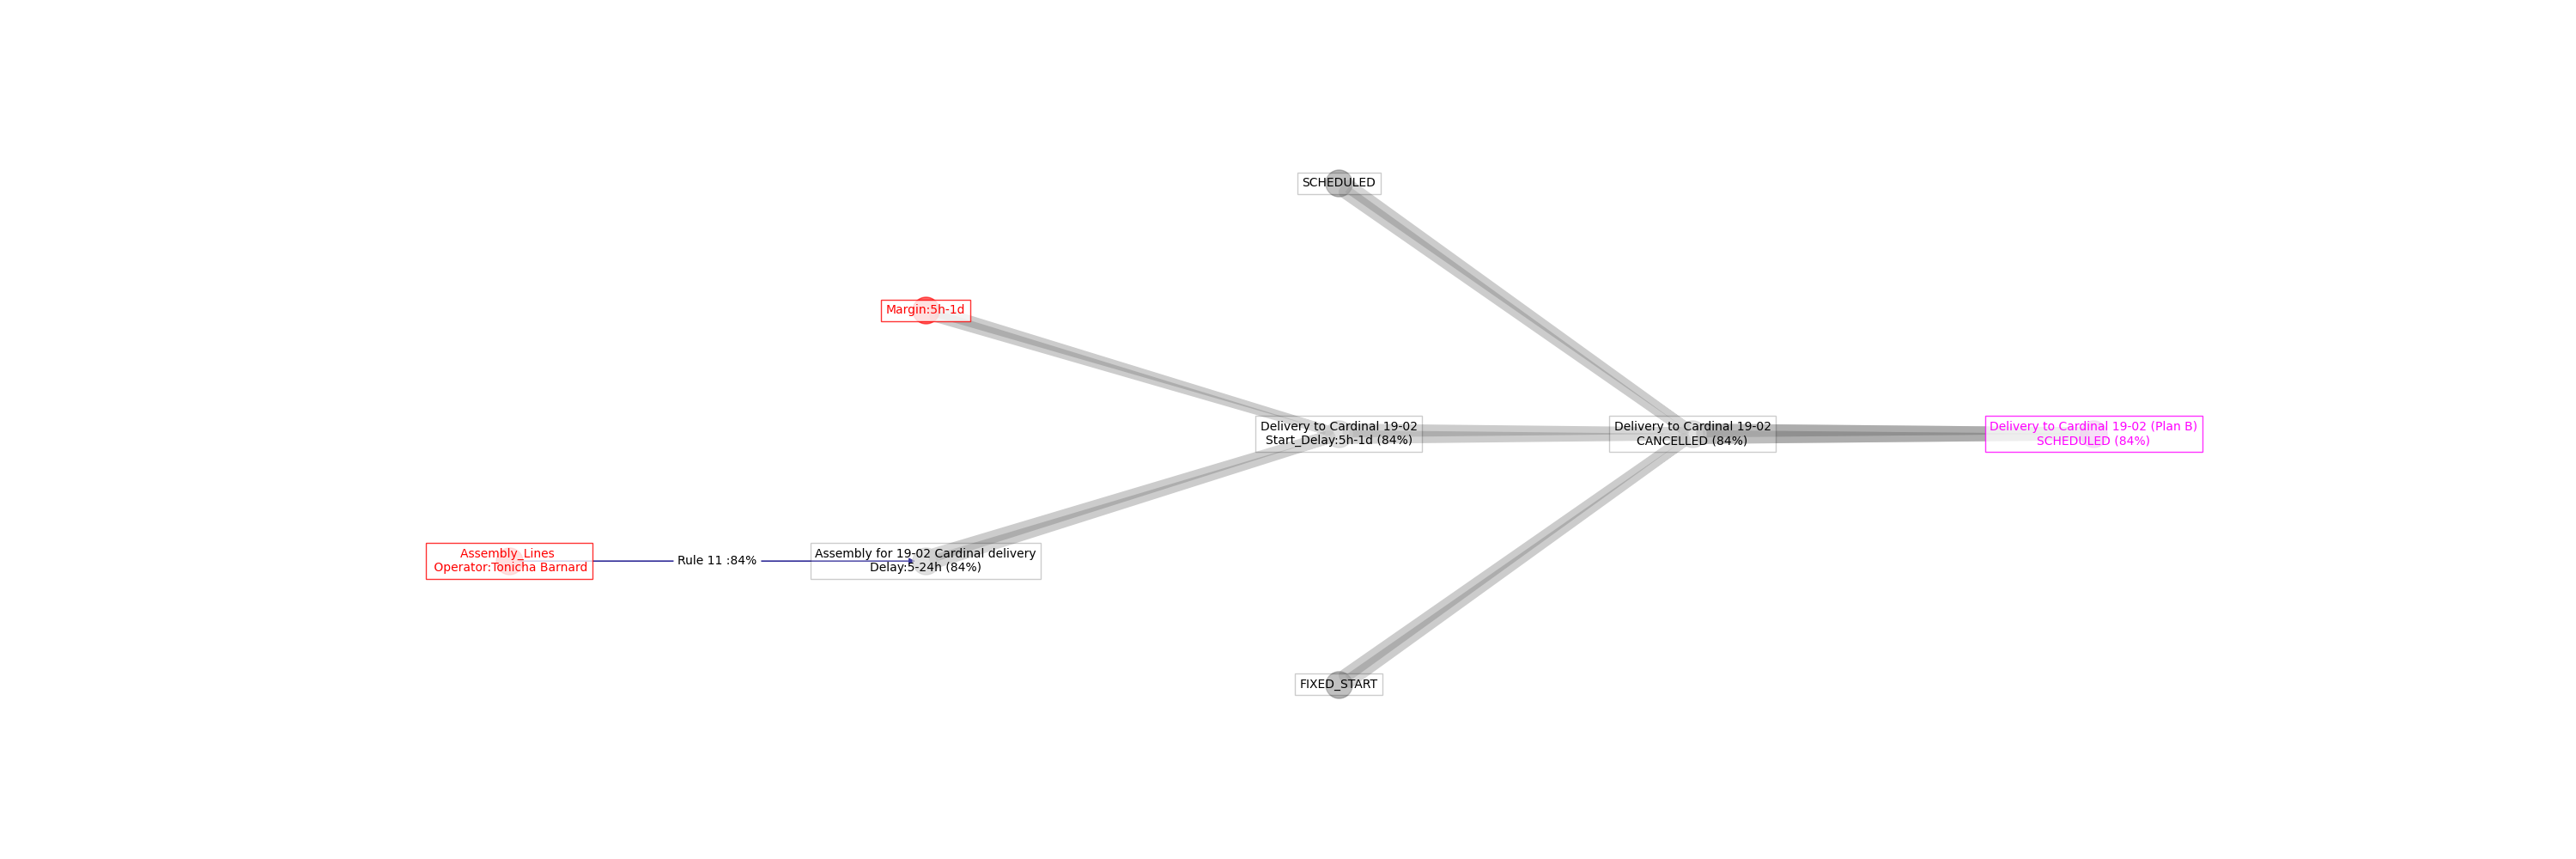 SCHEDULED
Margin:5h-1d
Delivery to Cardinal 19-02
Start_Delay:5h-1d (84%)
Delivery to Cardinal 19-02
CANCELLED (84%)
Delivery to Cardinal 19-02 (Plan B)
SCHEDULED (84%)
Assembly_Lines
Operator:Tonicha Barnard
Rule 11 :84%
Assembly for 19-02 Cardinal delivery
Delay:5-24h (84%)
FIXED_START